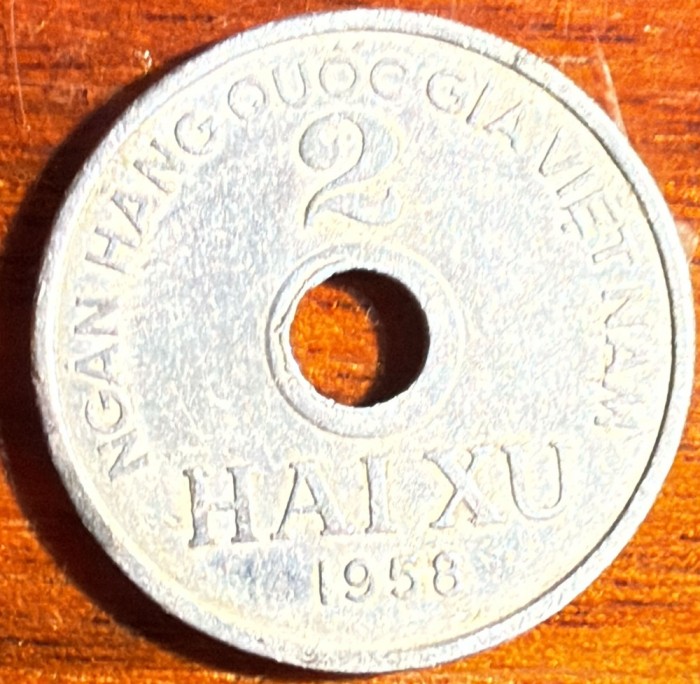 NGÂN HÀNG QUỐC GIA VIỆT NAM
2
HAI XU
1958